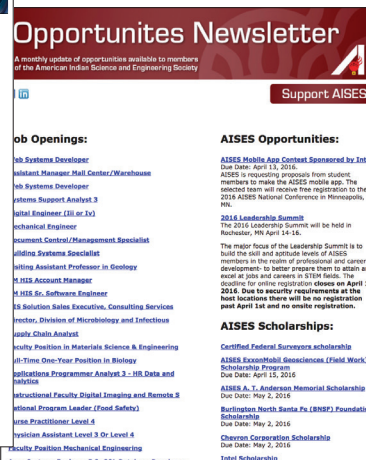 Opportunites Newsletter
A monthly update of opportunities available to members
of the American Indian Science and Engineering Society
in
Support AISES
ob Openings:
eb Systems Developer
ssistant Manager Mall Center/Warehouse
eb Systems Developer
ystems Support Analyst 3
igital Engineer (Iii or Iv)
echanical Engineer
ocument Control/Management Specialist
uilding Systems Specialist
isiting Assistant Professor in Geology
M HIS Account Manager
M HIS Sr. Software Engineer
IS Solution Sales Executive, Consulting Services
irector, Division of Microbiology and Infectious
upply Chain Analyst
aculty Position in Materials Science & Engineering
ull-Time One-Year Position in Biology
pplications Programmer Analyst 3 - HR Data and
nalytics
nstructional Faculty Digital Imaging and Remote S
ational Program Leader (Food Safety)
urse Practitioner Level 4
hysician Assistant Level 3 Or Level 4
aculty Position Mechanical Engineering
AISES Opportunities:
AISES Mobile App Contest Sponsored by Int
Due Date: April 13, 2016.
AISES is requesting proposals from student
members to make the AISES mobile app. The
selected team will receive free registration to the
2016 AISES National Conference in Minneapolis,
MN.
2016 Leadership Summit
The 2016 Leadership Summit will be held in
Rochester, MN April 14-16.
The major focus of the Leadership Summit is to
build the skill and aptitude levels of AISES
members in the realm of professional and career
development- to better prepare them to attain a
excel at jobs and careers in STEM fields. The
deadline for online registration closes on April
2016. Due to security requirements at the
host locations there will be no registration
past April 1st and no onsite registration.
AISES Scholarships:
Certified Federal Surveyors scholarship
AISES ExxonMobil Geosciences (Field Work)
Scholarship Program
Due Date: April 15, 2016
AISES A. T. Anderson Memorial Scholarship
Due Date: May 2, 2016
Burlington North Santa Fe (BNSF) Foundatio
Scholarship
Due Date: May 2, 2016
Chevron Corporation Scholarship
Due Date: May 2, 2016
Intel Scholarship